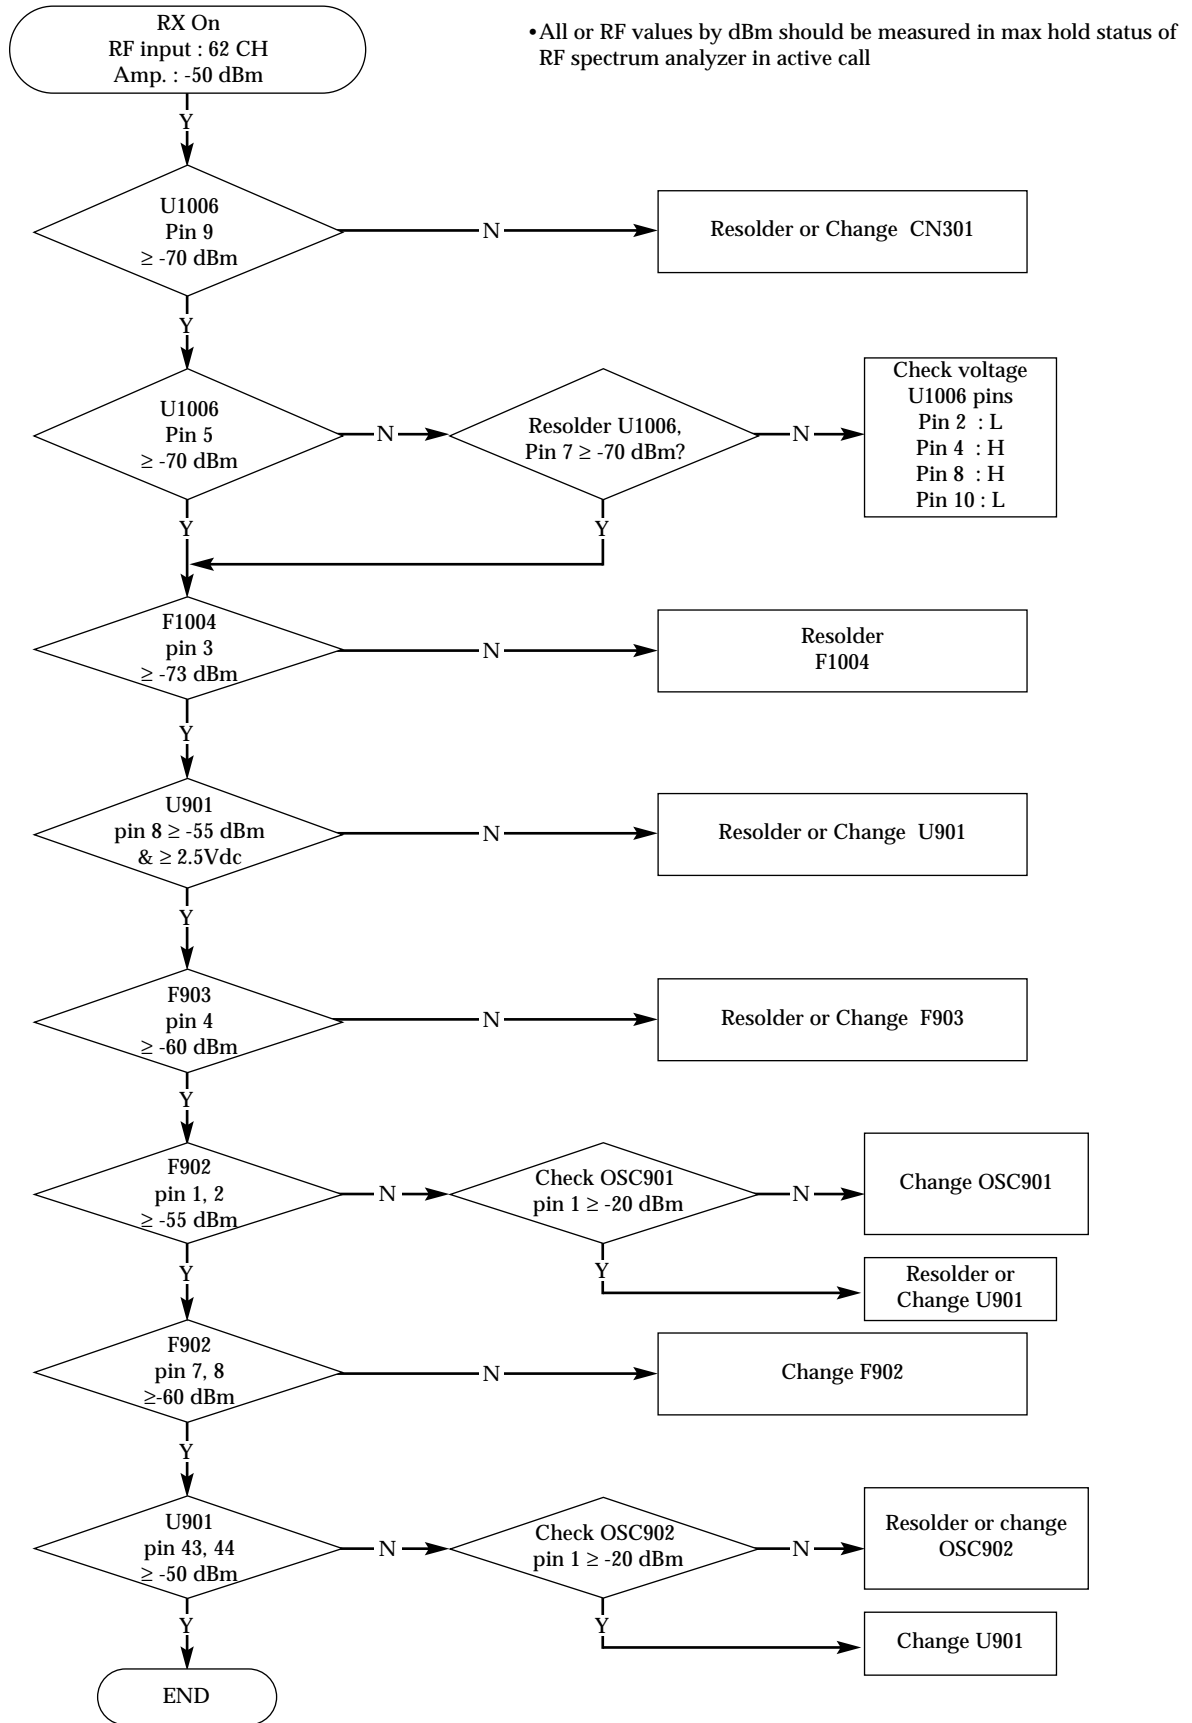 RX On
RF input : 62 CH
Amp. : -50 dBm
•All or RF values by dBm should be measured in max hold status of
RF spectrum analyzer in active call
Y
U1006
Pin 9
≥ -70 dBm
N
Resolder or Change CN301
Y
U1006
Pin 5
≥ -70 dBm
N
Resolder U1006,
Pin 7 ≥ -70 dBm?
N
Check voltage
U1006 pins
Pin 2 : L
Pin 4 : H
Pin 8 : H
Pin 10 : L
Y
Y
F1004
pin 3
≥ -73 dBm
N
Resolder
F1004
Y
U901
pin 8 ≥ -55 dBm
& ≥ 2.5Vdc
N
Resolder or Change U901
Y
F903
pin 4
≥ -60 dBm
N
Resolder or Change F903
Y
F902
pin 1, 2
≥ -55 dBm
N
Check OSC901
pin 1 ≥ -20 dBm
N
Change OSC901
Y
Y
Resolder or
Change U901
F902
pin 7, 8
≥-60 dBm
N
Change F902
Y
U901
pin 43, 44
≥ -50 dBm
N
Check OSC902
pin 1 ≥ -20 dBm
N
Resolder or change
OSC902
Y
Y
Change U901
END